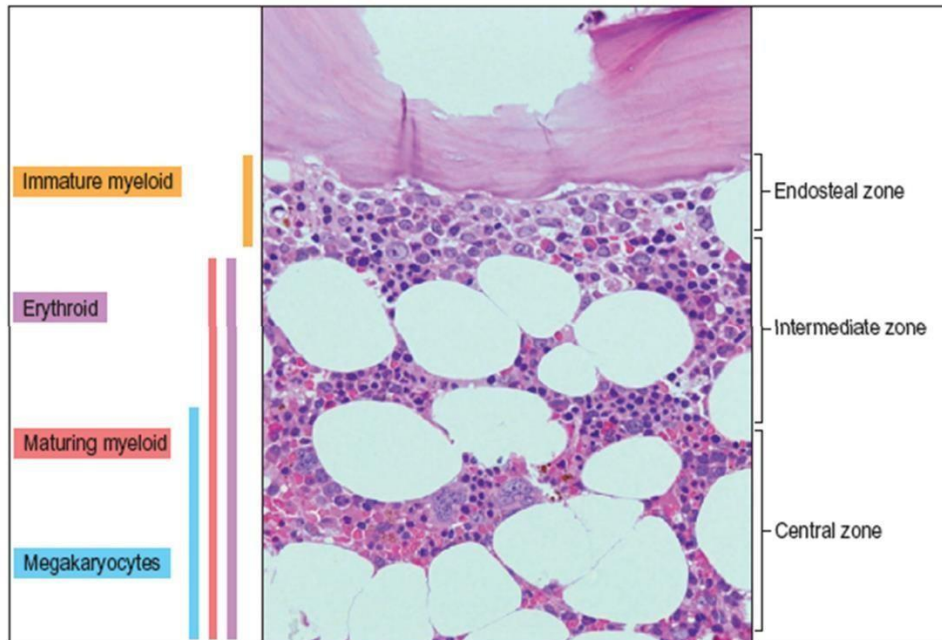 Immature myeloid
Erythroid
Maturing myeloid
Megakaryocytes
Endosteal zone
Intermediate zone
Central zone